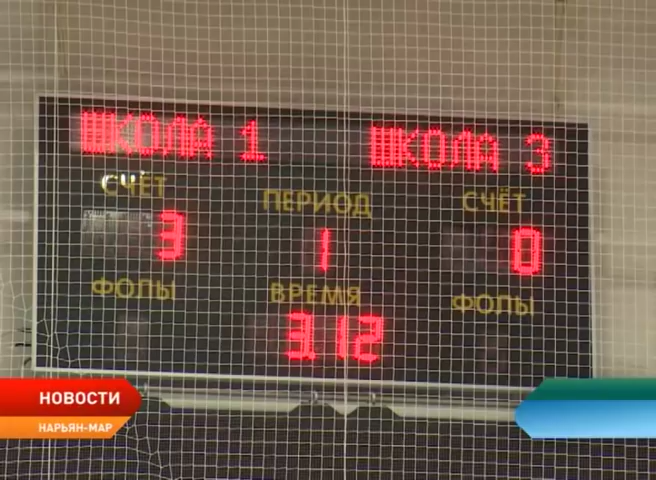 ШКОЛА 1 ШКОЛА 3
СЧЁТ ПЕРИОД СЧЁТ
3 1 0
ФОЛЫ ВРЕМЯ ФОЛЫ
3.12
НОВОСТИ
НАРЬЯН-МАР